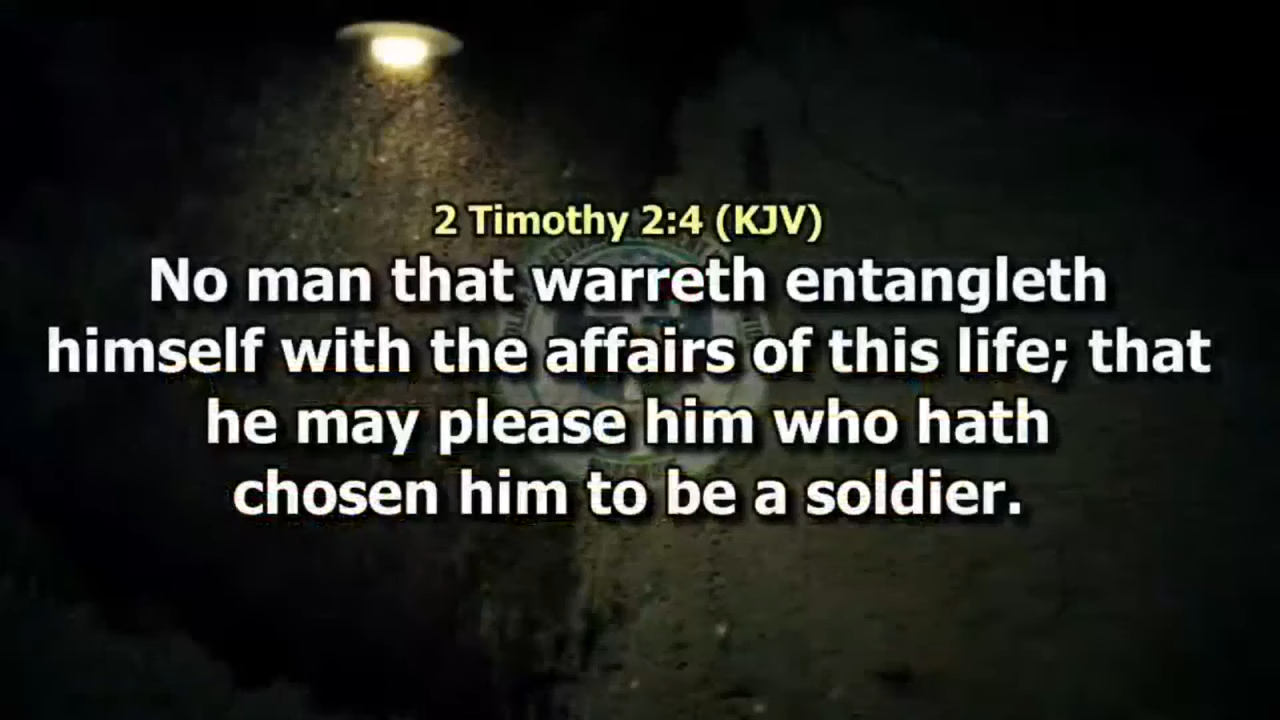 2 Timothy 2:4 (KJV)
No man that warreth entangleth
himself with the affairs of this life; that
he may please him who hath
chosen him to be a soldier.